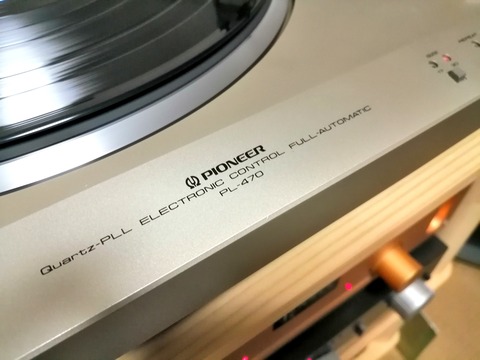 PIONEER
Quartz-PLL ELECTRONIC CONTROL FULL-AUTOMATIC
PL-470